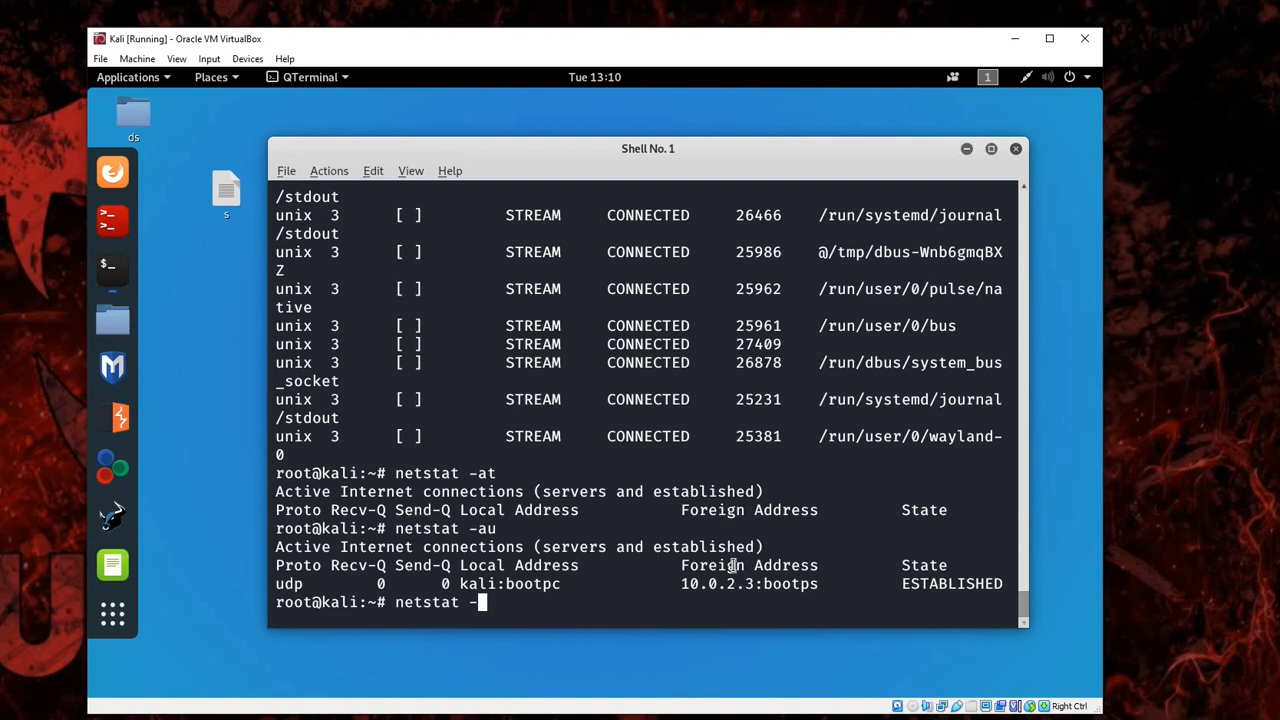 Kali [Running] - Oracle VM VirtualBox
File Machine View Input Devices Help
Applications Places QTerminal Tue 13:10 1
ds
s
Shell No. 1
File Actions Edit View Help
/stdout
unix 3 [ ] STREAM CONNECTED 26466 /run/systemd/journal
/stdout
unix 3 [ ] STREAM CONNECTED 25986 @/tmp/dbus-Wnb6gmqBX
Z
unix 3 [ ] STREAM CONNECTED 25962 /run/user/0/pulse/na
tive
unix 3 [ ] STREAM CONNECTED 25961 /run/user/0/bus
unix 3 [ ] STREAM CONNECTED 27409
unix 3 [ ] STREAM CONNECTED 26878 /run/dbus/system_bus
_socket
unix 3 [ ] STREAM CONNECTED 25231 /run/systemd/journal
/stdout
unix 3 [ ] STREAM CONNECTED 25381 /run/user/0/wayland-
0
root@kali:~# netstat -at
Active Internet connections (servers and established)
Proto Recv-Q Send-Q Local Address Foreign Address State
root@kali:~# netstat -au
Active Internet connections (servers and established)
Proto Recv-Q Send-Q Local Address Foreign Address State
udp 0 0 kali:bootpc 10.0.2.3:bootps ESTABLISHED
root@kali:~# netstat -
Right Ctrl